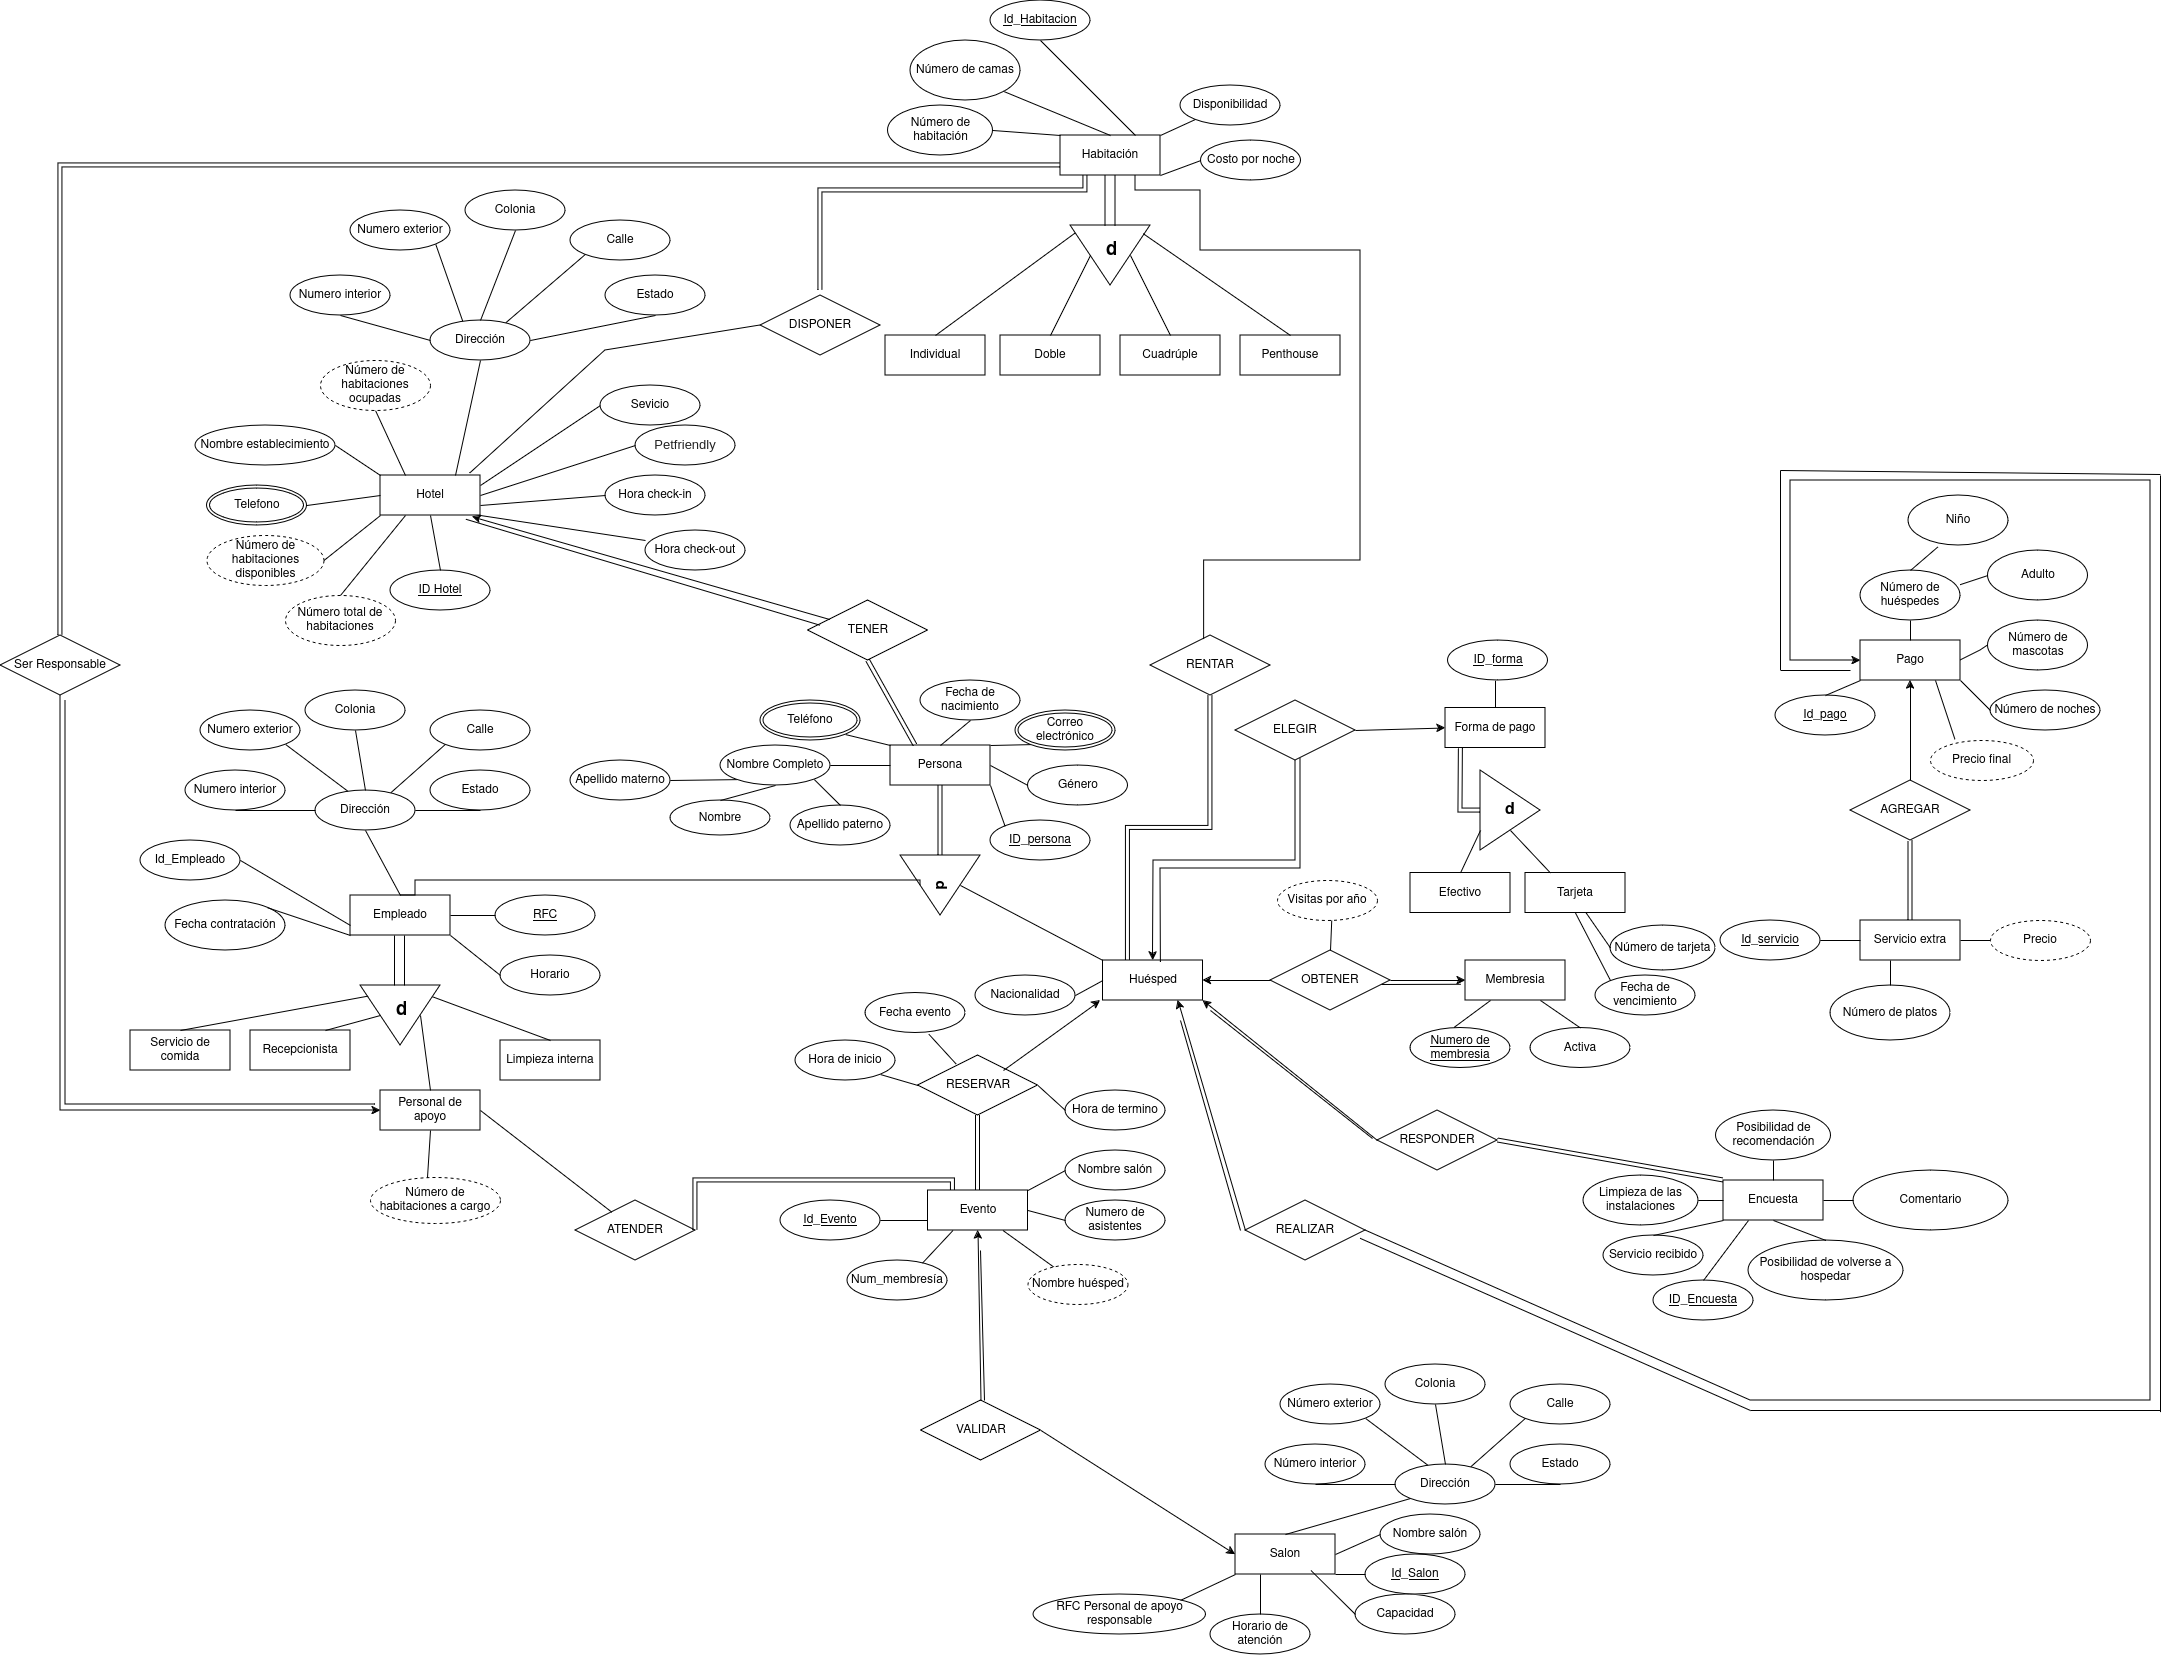 Id_Habitacion
Número de camas
Disponibilidad
Número de
habitación
Habitación
Costo por noche
Colonia
Numero exterior
Calle
d
Numero interior
Estado
Dirección
DISPONER
Individual
Doble
Cuadrúple
Penthouse
Número de
habitaciones
ocupadas
Sevicio
Nombre establecimiento
Petfriendly
Hotel
Hora check-in
Telefono
Número de
habitaciones
disponibles
Hora check-out
ID Hotel
Número total de
habitaciones
TENER
Ser Responsable
RENTAR
Niño
Número de
huéspedes
Adulto
Número de
mascotas
Pago
Id_pago
Número de noches
Precio final
ID_forma
ELEGIR
Forma de pago
d
AGREGAR
Efectivo
Tarjeta
Número de tarjeta
Fecha de
vencimiento
Id_servicio
Servicio extra
Precio
Número de platos
Fecha de
nacimiento
Teléfono
Correo
electrónico
Nombre Completo
Persona
Apellido materno
Género
Nombre
Apellido paterno
ID_persona
p
Colonia
Numero exterior
Calle
Numero interior
Estado
Dirección
Id_Empleado
Fecha contratación
Empleado
RFC
Horario
d
Servicio de
comida
Recepcionista
Limpieza interna
Personal de
apoyo
Número de
habitaciones a cargo
Visitas por año
Nacionalidad
Huésped
OBTENER
Membresia
Numero de
membresia
Activa
Fecha evento
Hora de inicio
RESERVAR
Hora de termino
RESPONDER
Posibilidad de
recomendación
Limpieza de las
instalaciones
Encuesta
Comentario
Servicio recibido
Posibilidad de volverse a
hospedar
ID_Encuesta
ATENDER
Nombre salón
Id_Evento
Evento
Numero de
asistentes
Num_membresía
Nombre huésped
REALIZAR
VALIDAR
Colonia
Número exterior
Calle
Número interior
Estado
Dirección
Nombre salón
Salon
Id_Salon
RFC Personal de apoyo
responsable
Capacidad
Horario de
atención